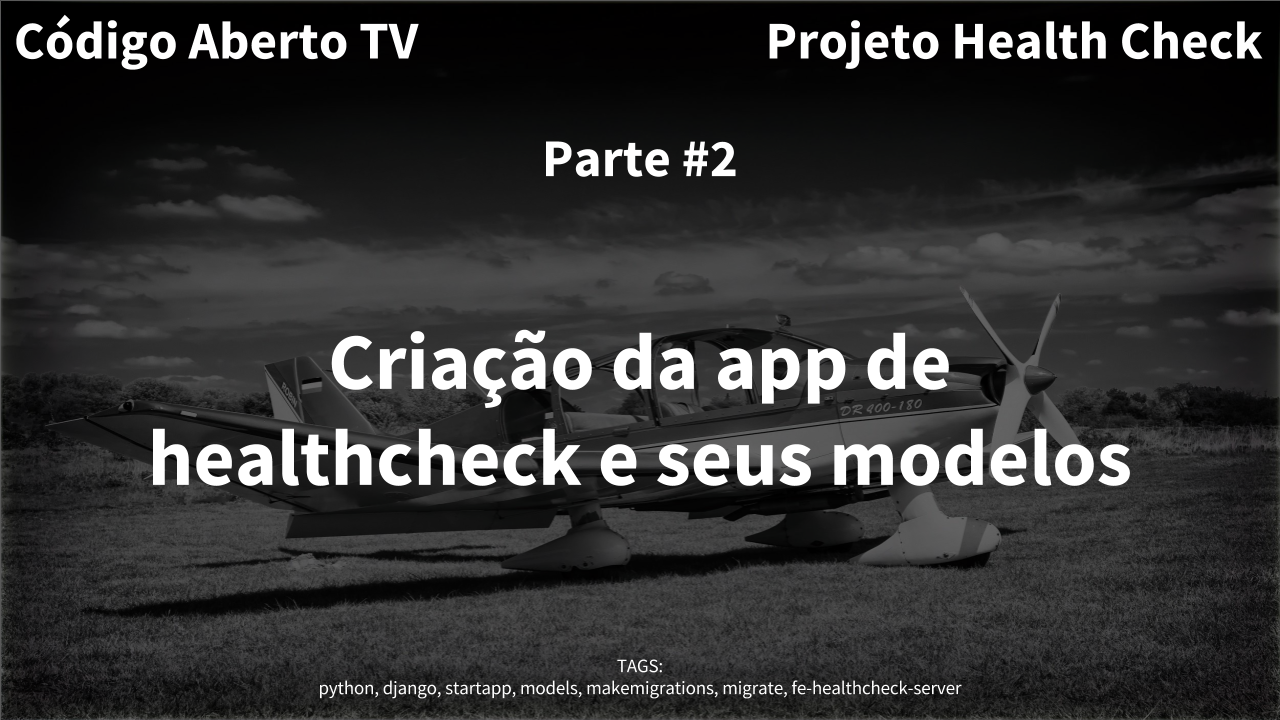 Código Aberto TV
Projeto Health Check
Parte #2
Criação da app de
healthcheck e seus modelos
DR 400-180
TAGS:
python, django, startapp, models, makemigrations, migrate, fe-healthcheck-server